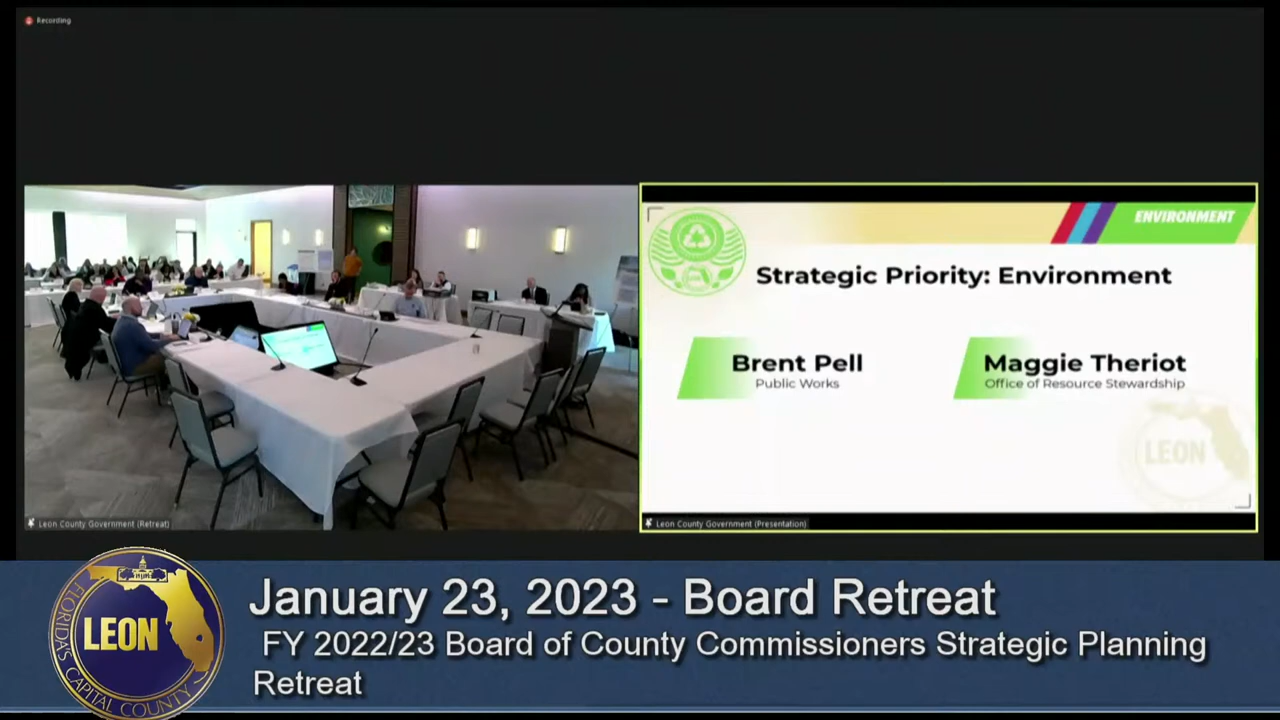 Recording
ENVIRONMENT
Strategic Priority: Environment
Brent Pell
Public Works
Maggie Theriot
Office of Resource Stewardship
LEON
Leon County Government (Retreat)
Leon County Government (Presentation)
FLORIDA'S CAPITAL COUNTY
LEON
January 23, 2023 - Board Retreat
FY 2022/23 Board of County Commissioners Strategic Planning
Retreat